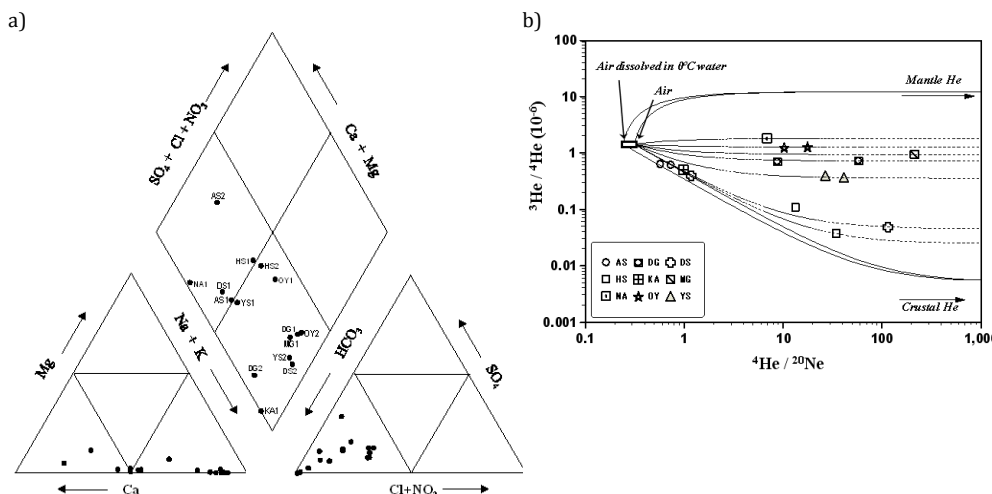 a)
SO₄ + Cl + NO₃
Ca + Mg
AS2
HS1
HS2
NA1
OY1
DS1
AS1
YS1
DG1
OY2
MG1
YS2
DS2
DG2
KA1
Mg
Na + K
HCO₃
SO₄
Ca
Cl+NO₃
b)
100
10
1
0.1
0.01
0.001
³He / ⁴He (10⁻⁶)
Air dissolved in 0°C water
Air
Mantle He
Crustal He
AS DG DS
HS KA MG
NA OY YS
0.1 1 10 100 1,000
⁴He / ²⁰Ne